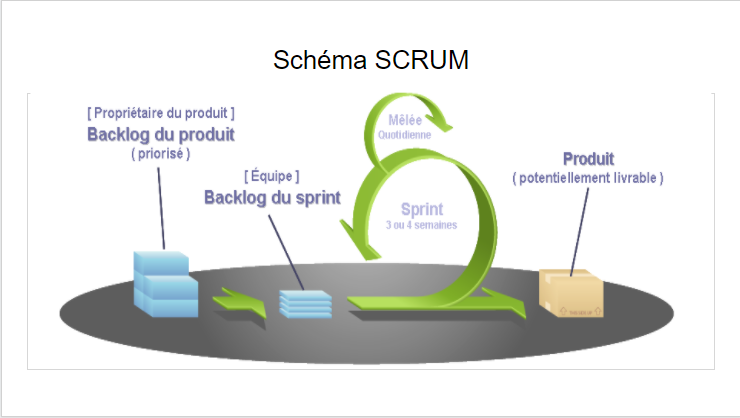 Schéma SCRUM
[ Propriétaire du produit ]
Backlog du produit
( priorisé )
[ Équipe ]
Backlog du sprint
Mêlée
Quotidienne
Sprint
3 ou 4 semaines
Produit
( potentiellement livrable )